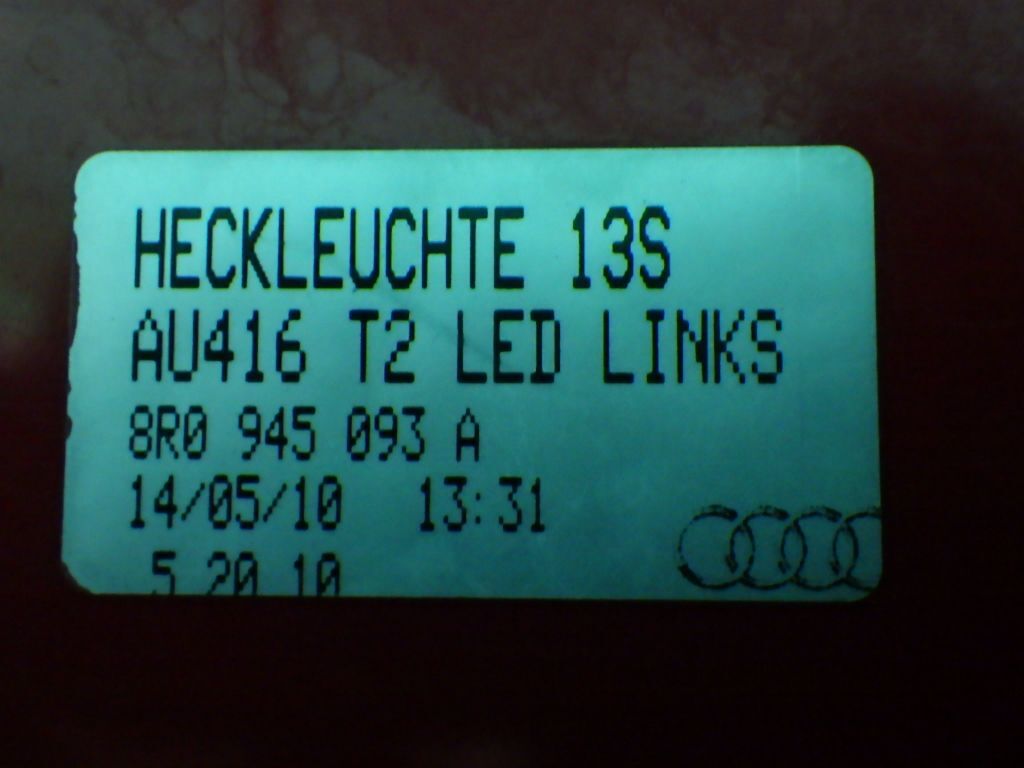 HECKLEUCHTE 13S
AU416 T2 LED LINKS
8R0 945 093 A
14/05/10 13:31
5 20 10